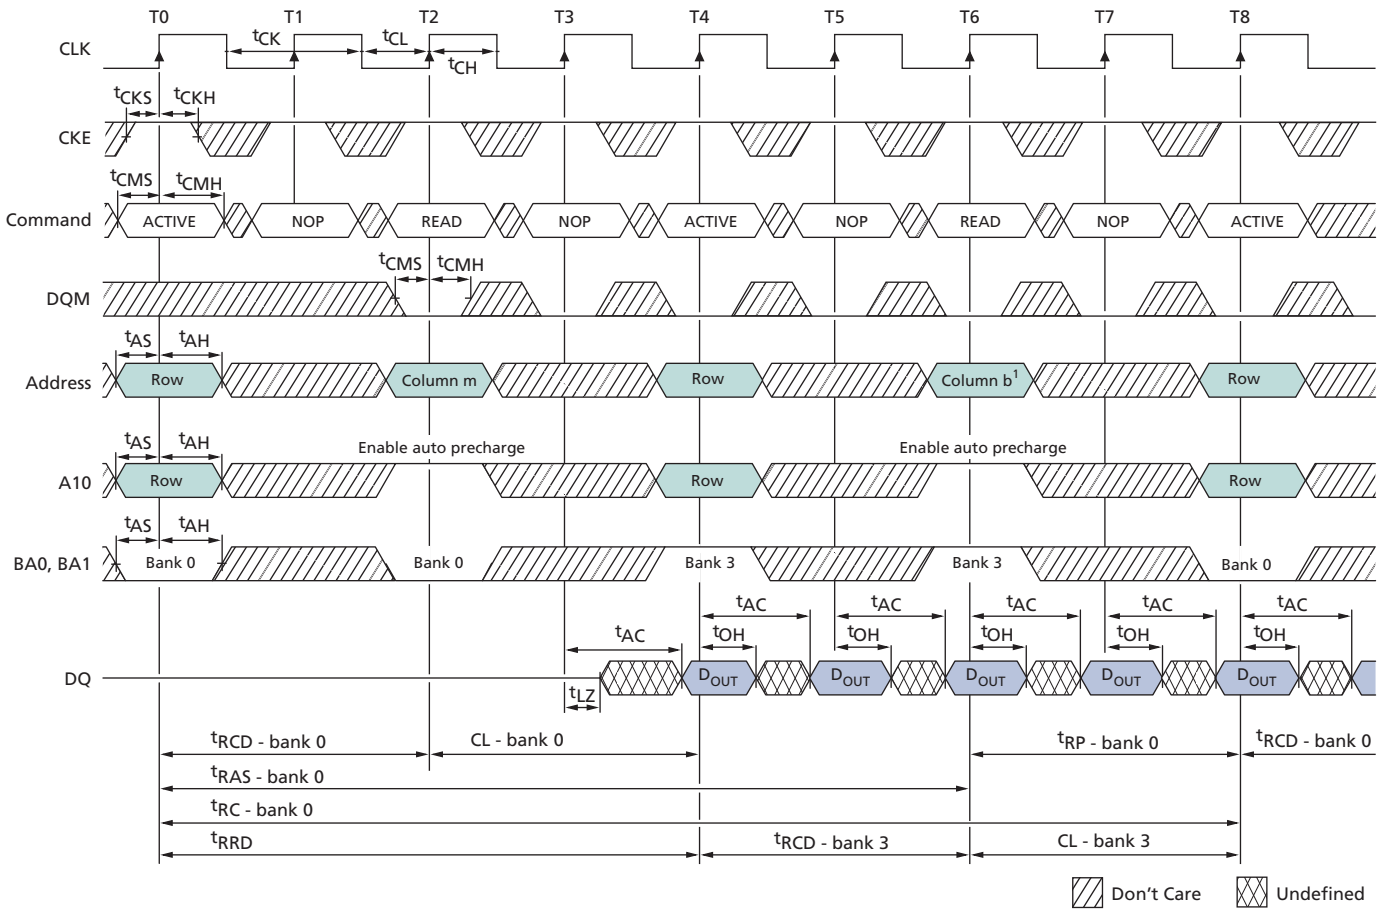 T0 T1 T2 T3 T4 T5 T6 T7 T8
CLK
tCK tCL
tCH
tCKS tCKH
CKE
tCMS tCMH
Command ACTIVE NOP READ NOP ACTIVE NOP READ NOP ACTIVE
tCMS tCMH
DQM
tAS tAH
Address Row Column m Row Column b1 Row
tAS tAH Enable auto precharge Enable auto precharge
A10 Row Row Row
tAS tAH
BA0, BA1 Bank 0 Bank 0 Bank 3 Bank 3 Bank 0
tAC tAC tAC tAC tAC
tAC tOH tOH tOH tOH tOH
DQ DOUT DOUT DOUT DOUT DOUT
tLZ
tRCD - bank 0 CL - bank 0 tRP - bank 0 tRCD - bank 0
tRAS - bank 0
tRC - bank 0
tRRD tRCD - bank 3 CL - bank 3
Don't Care Undefined